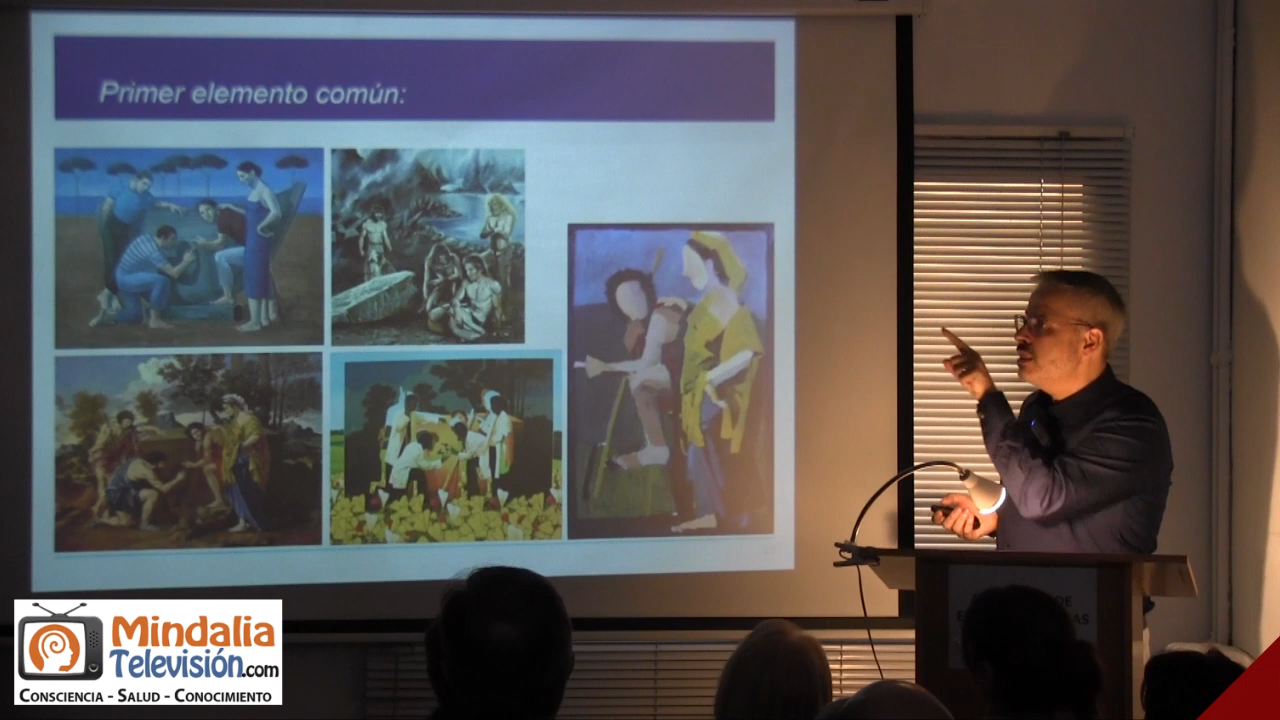 Primer elemento común:
Mindalia
Televisión.com
CONSCIENCIA - SALUD - CONOCIMIENTO